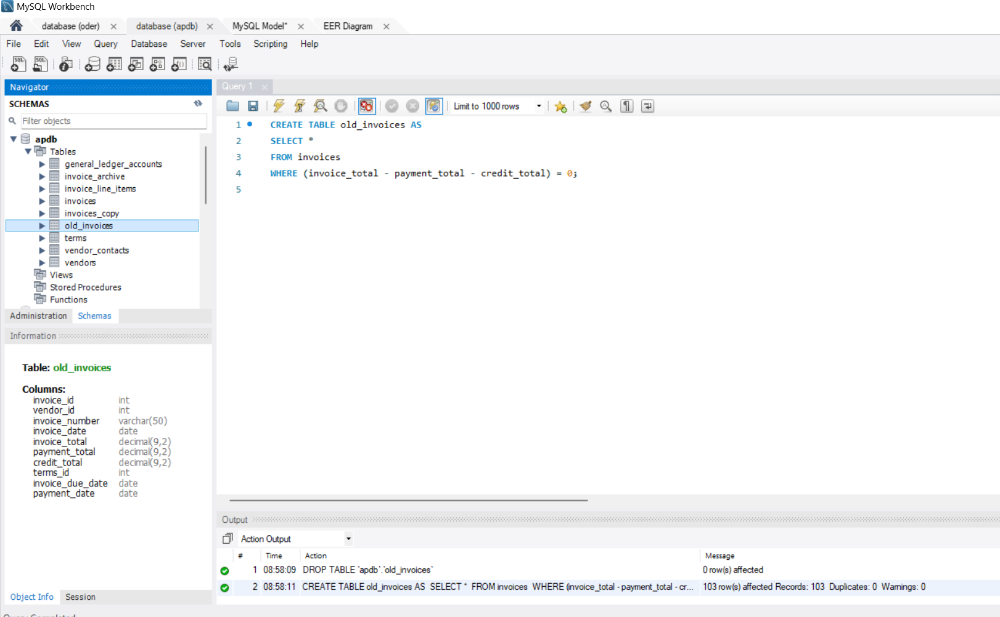 MySQL Workbench
database (oder) database (apdb) MySQL Model* EER Diagram
File Edit View Query Database Server Tools Scripting Help
Navigator
SCHEMAS
Filter objects
apdb
Tables
general_ledger_accounts
invoice_archive
invoice_line_items
invoices
invoices_copy
old_invoices
terms
vendor_contacts
vendors
Views
Stored Procedures
Functions
Administration Schemas
Information
Table: old_invoices
Columns:
invoice_id int
vendor_id int
invoice_number varchar(50)
invoice_date date
invoice_total decimal(9,2)
payment_total decimal(9,2)
credit_total decimal(9,2)
terms_id int
invoice_due_date date
payment_date date
Object Info Session
Query 1
Limit to 1000 rows
1 CREATE TABLE old_invoices AS
2 SELECT *
3 FROM invoices
4 WHERE (invoice_total - payment_total - credit_total) = 0;
5
Output
Action Output
# Time Action Message
1 08:58:09 DROP TABLE `apdb`.`old_invoices` 0 row(s) affected
2 08:58:11 CREATE TABLE old_invoices AS SELECT * FROM invoices WHERE (invoice_total - payment_total - cr... 103 row(s) affected Records: 103 Duplicates: 0 Warnings: 0
Query Completed